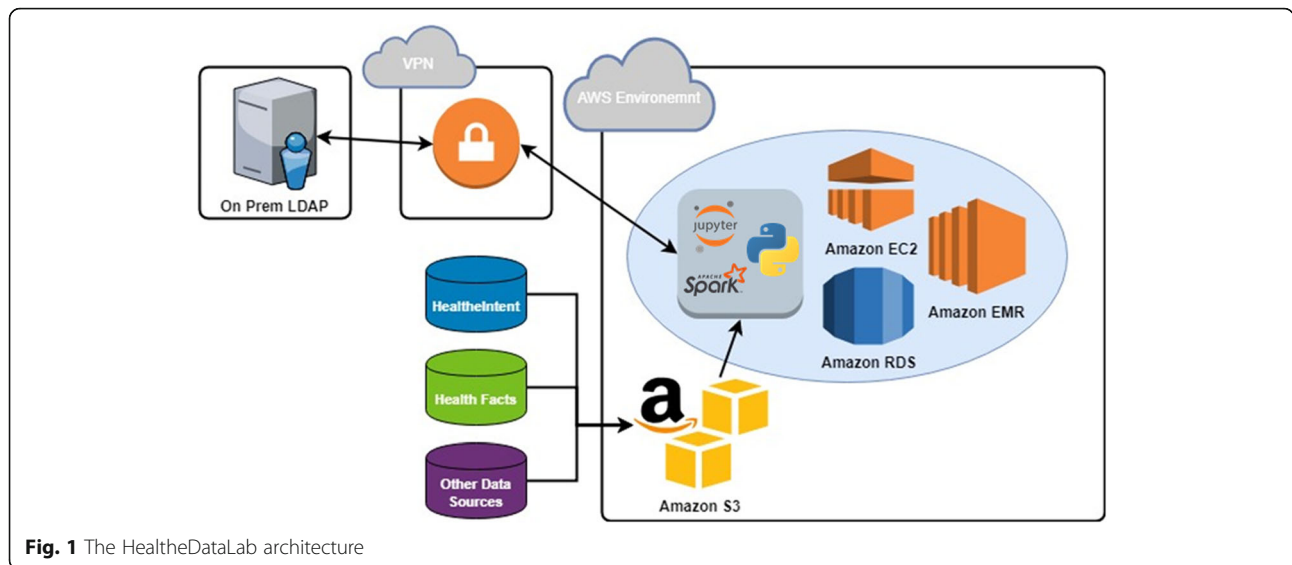 VPN
AWS Environemnt
On Prem LDAP
jupyter
APACHE
Spark™
Amazon EC2
Amazon EMR
Amazon RDS
HealtheIntent
Health Facts
Other Data
Sources
a
Amazon S3
Fig. 1 The HealtheDataLab architecture